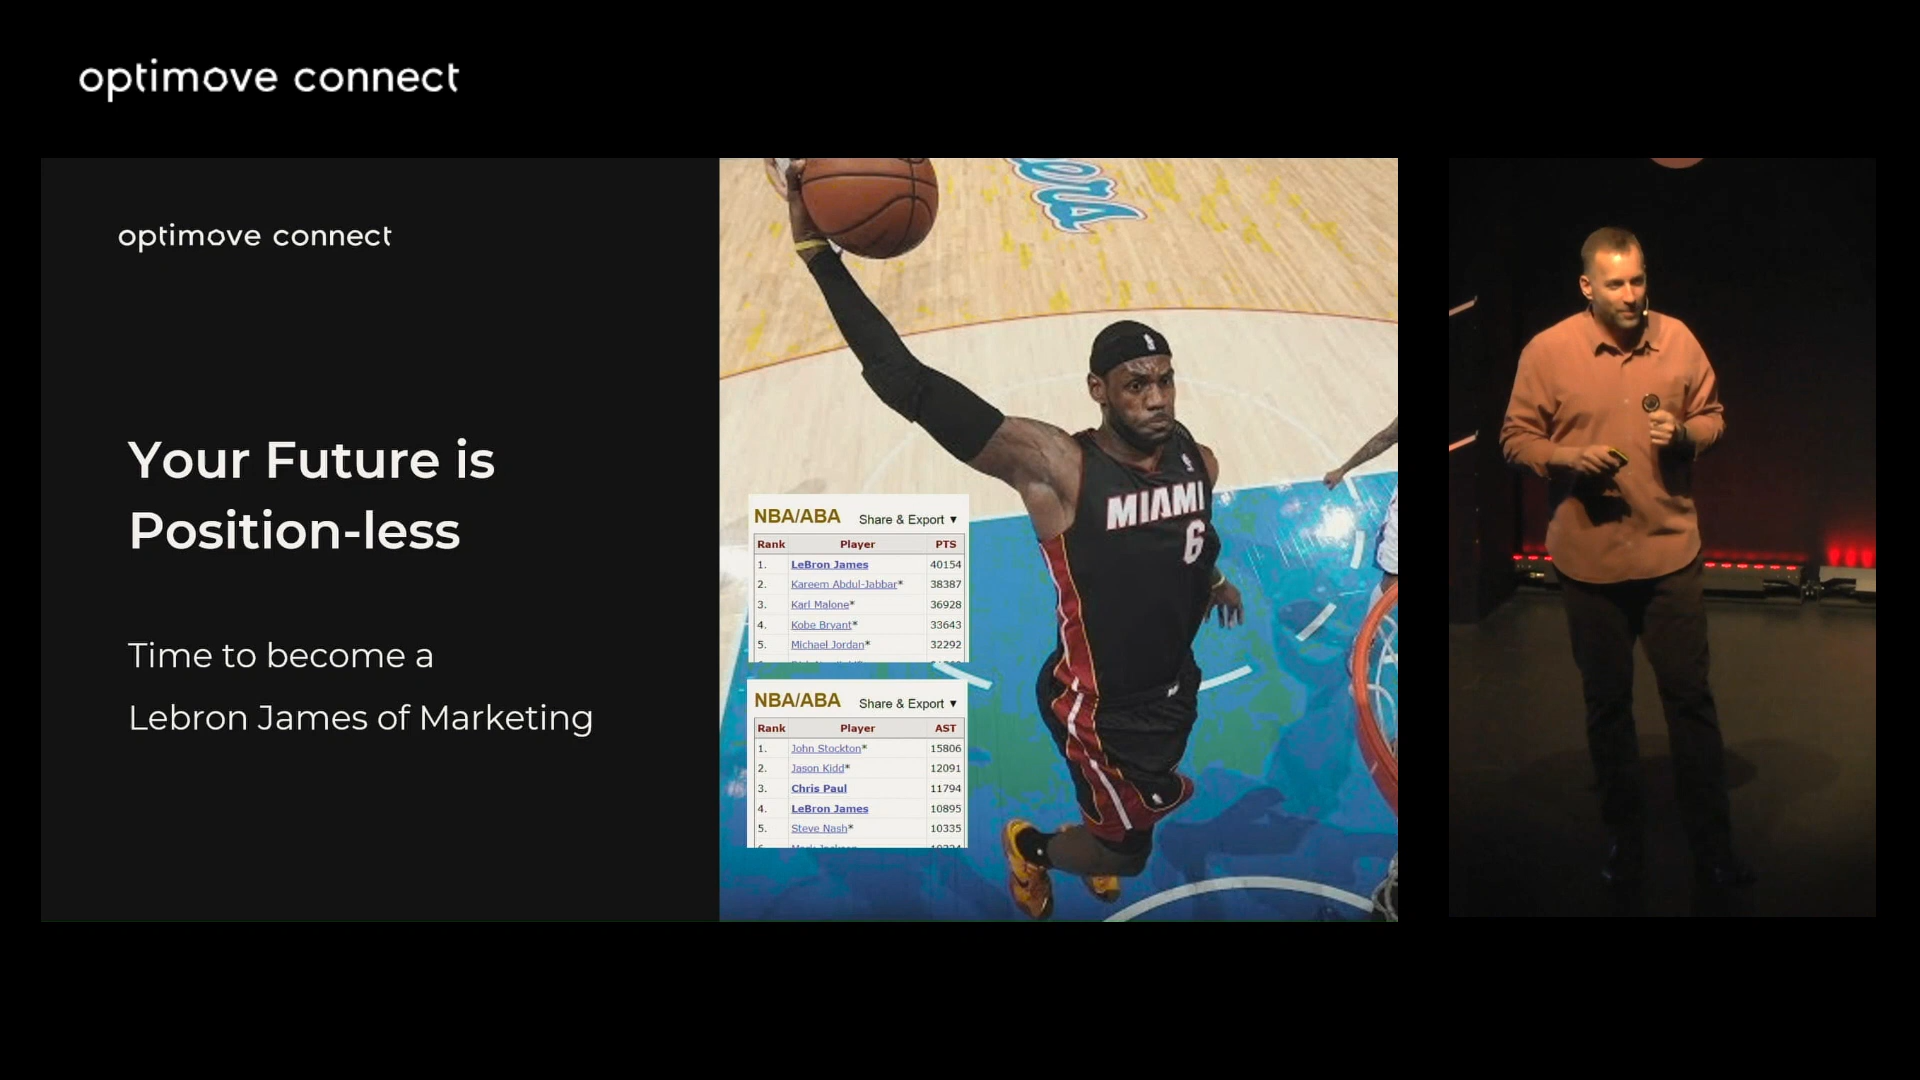 optimove connect
optimove connect
Your Future is
Position-less
Time to become a
Lebron James of Marketing
ers
MIAMI
6
NBA/ABA Share & Export ▼
Rank Player PTS
1. LeBron James 40154
2. Kareem Abdul-Jabbar* 38387
3. Karl Malone* 36928
4. Kobe Bryant* 33643
5. Michael Jordan* 32292
NBA/ABA Share & Export ▼
Rank Player AST
1. John Stockton* 15806
2. Jason Kidd* 12091
3. Chris Paul 11794
4. LeBron James 10895
5. Steve Nash* 10335